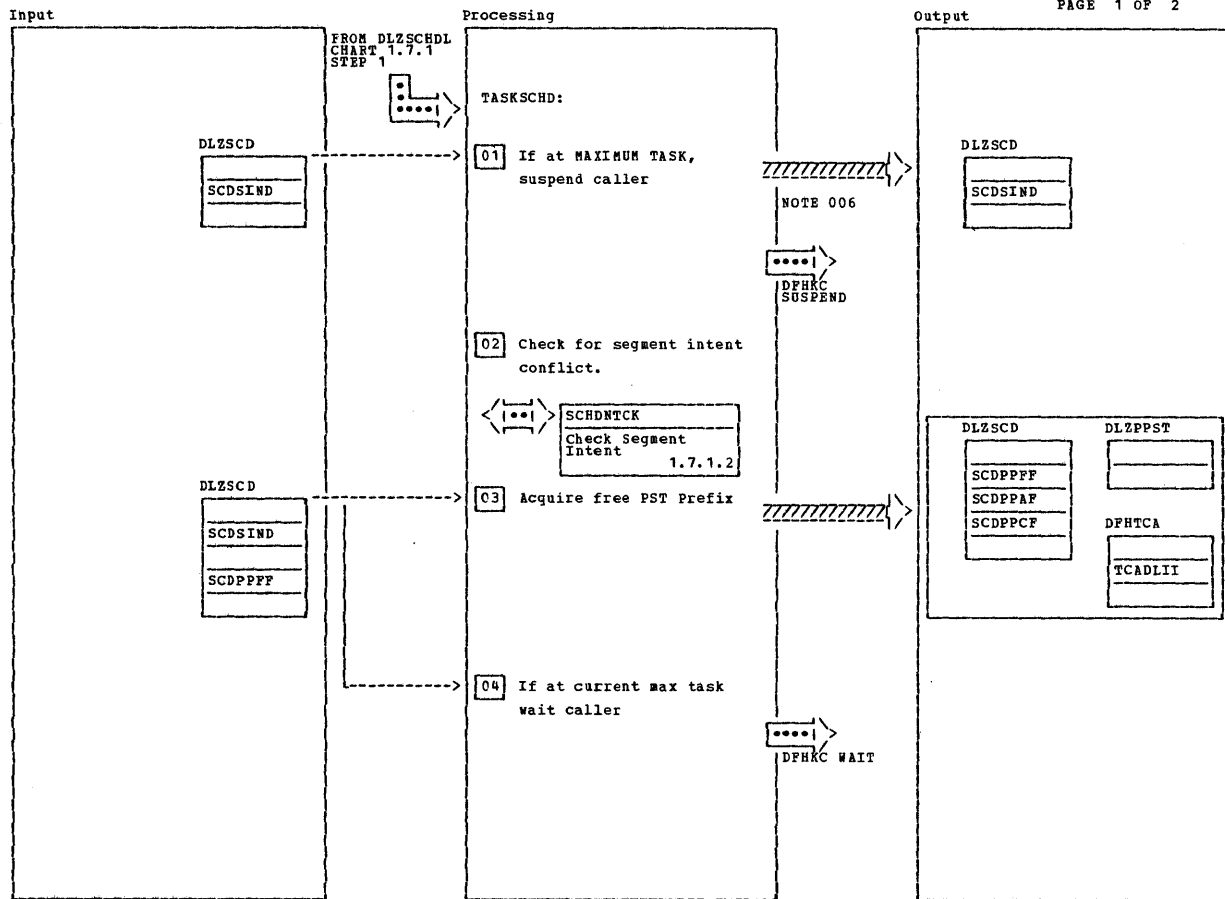 PAGE 1 OF 2
Input
Processing
Output
FROM DLZSCHDL
CHART 1.7.1
STEP 1
TASKSCHD:
DLZSCD
SCDSIND
01 If at MAXIMUM TASK,
suspend caller
NOTE 006
DLZSCD
SCDSIND
DFHKC
SUSPEND
02 Check for segment intent
conflict.
SCHDNTCK
Check Segment
Intent
1.7.1.2
DLZSCD
SCDSIND
SCDPPFF
03 Acquire free PST Prefix
DLZSCD
SCDPPFF
SCDPPAF
SCDPPCF
DLZPPST
DFHTCA
TCADLII
04 If at current max task
wait caller
DFHKC WAIT